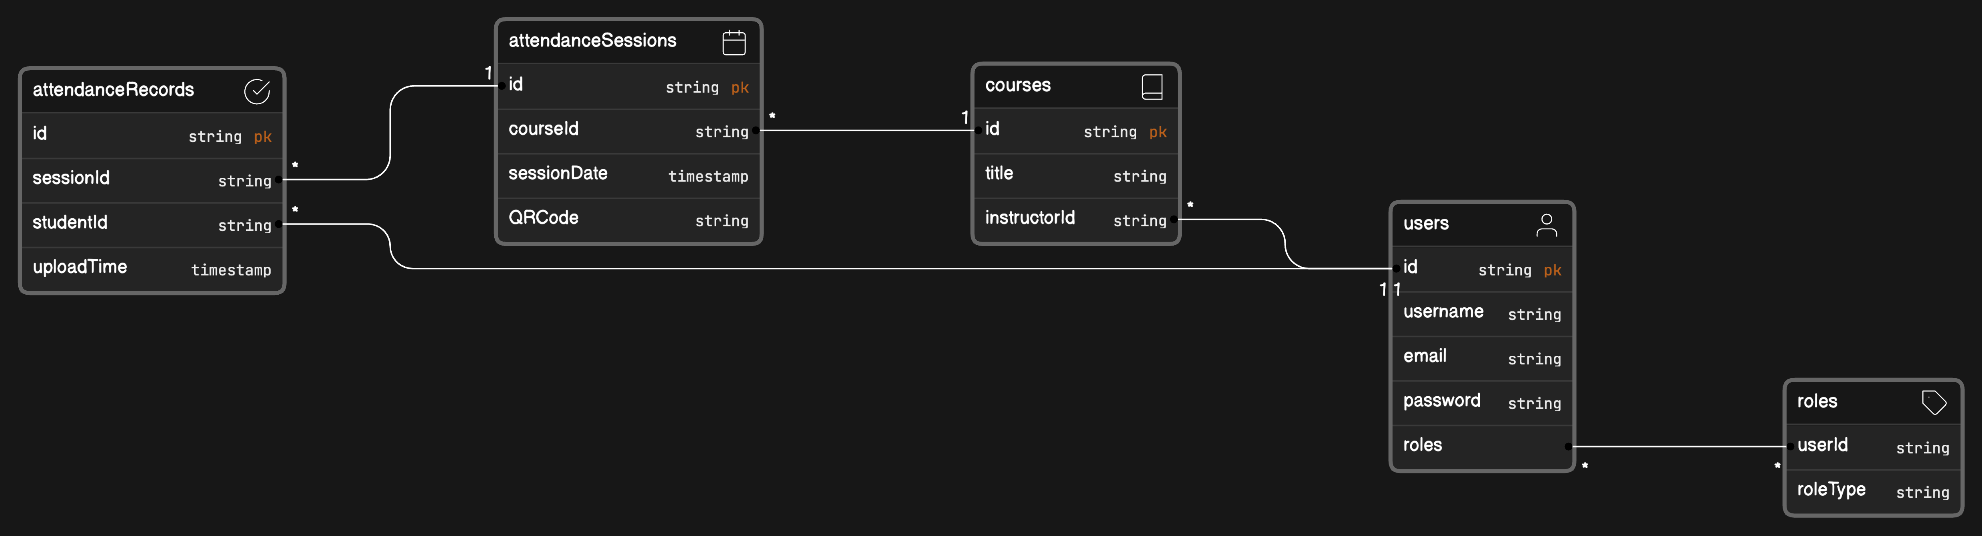 attendanceRecords
id string pk
sessionId string *
studentId string *
uploadTime timestamp
attendanceSessions
1 id string pk
courseId string *
sessionDate timestamp
QRCode string
courses
1 id string pk
title string
instructorId string *
users
id string pk
1 1
username string
email string
password string
roles *
roles
* userId string
roleType string